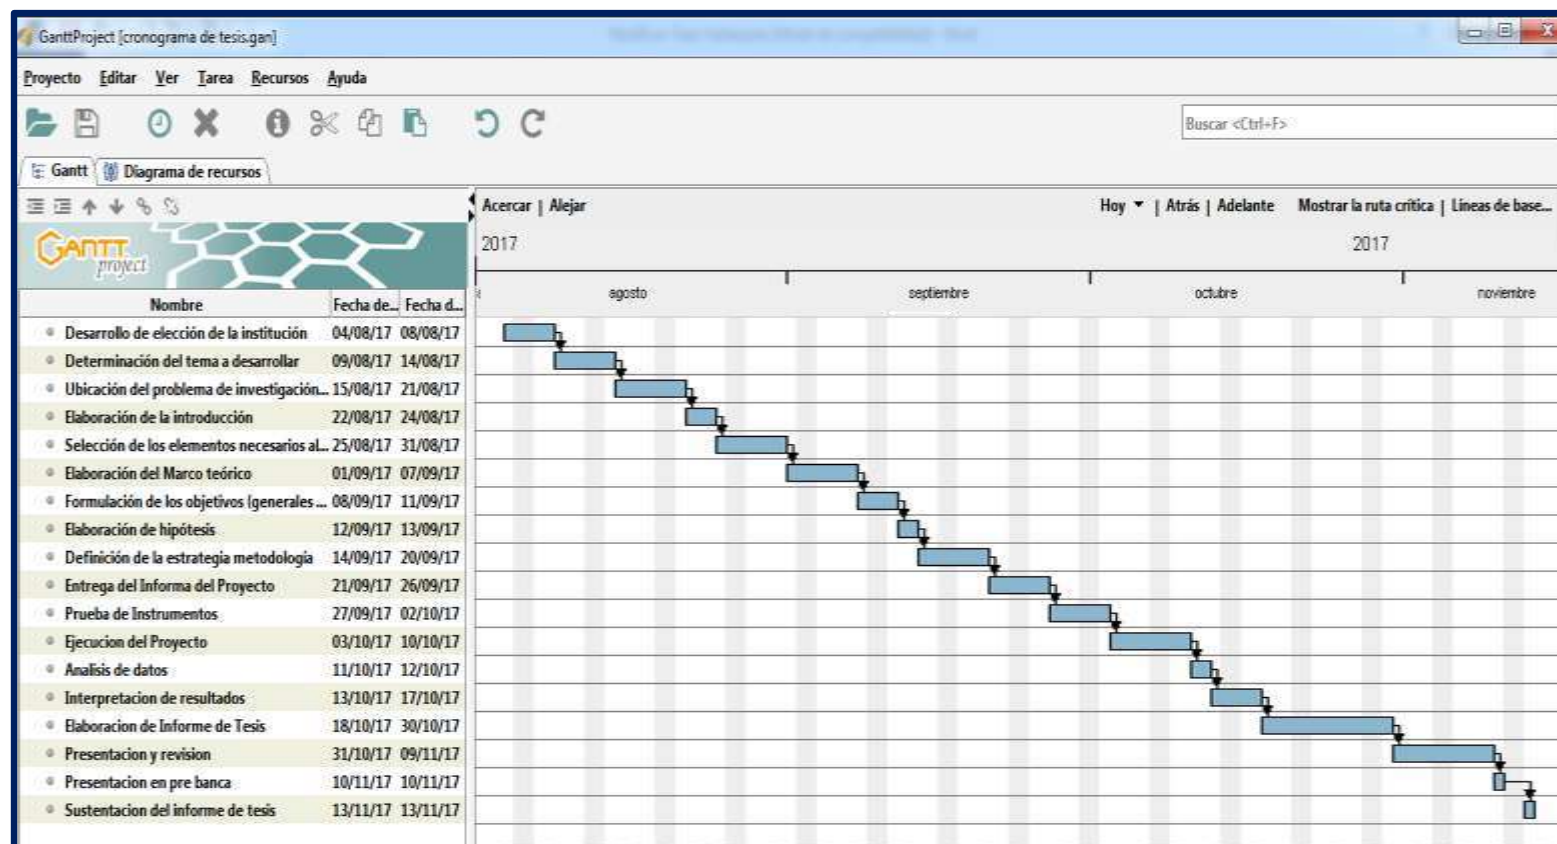 GanttProject [cronograma de tesis.gan]
Proyecto Editar Ver Tarea Recursos Ayuda
Buscar <Ctrl+F>
Gantt Diagrama de recursos
Acercar | Alejar Hoy | Atrás | Adelante Mostrar la ruta crítica | Líneas de base...
GANTT project
2017 2017
Nombre Fecha de... Fecha d...
agosto septiembre octubre noviembre
Desarrollo de elección de la institución 04/08/17 08/08/17
Determinación del tema a desarrollar 09/08/17 14/08/17
Ubicación del problema de investigación... 15/08/17 21/08/17
Elaboración de la introducción 22/08/17 24/08/17
Selección de los elementos necesarios al... 25/08/17 31/08/17
Elaboración del Marco teórico 01/09/17 07/09/17
Formulación de los objetivos (generales ... 08/09/17 11/09/17
Elaboración de hipótesis 12/09/17 13/09/17
Definición de la estrategia metodologia 14/09/17 20/09/17
Entrega del Informa del Proyecto 21/09/17 26/09/17
Prueba de Instrumentos 27/09/17 02/10/17
Ejecucion del Proyecto 03/10/17 10/10/17
Analisis de datos 11/10/17 12/10/17
Interpretacion de resultados 13/10/17 17/10/17
Elaboracion de Informe de Tesis 18/10/17 30/10/17
Presentacion y revision 31/10/17 09/11/17
Presentacion en pre banca 10/11/17 10/11/17
Sustentacion del informe de tesis 13/11/17 13/11/17